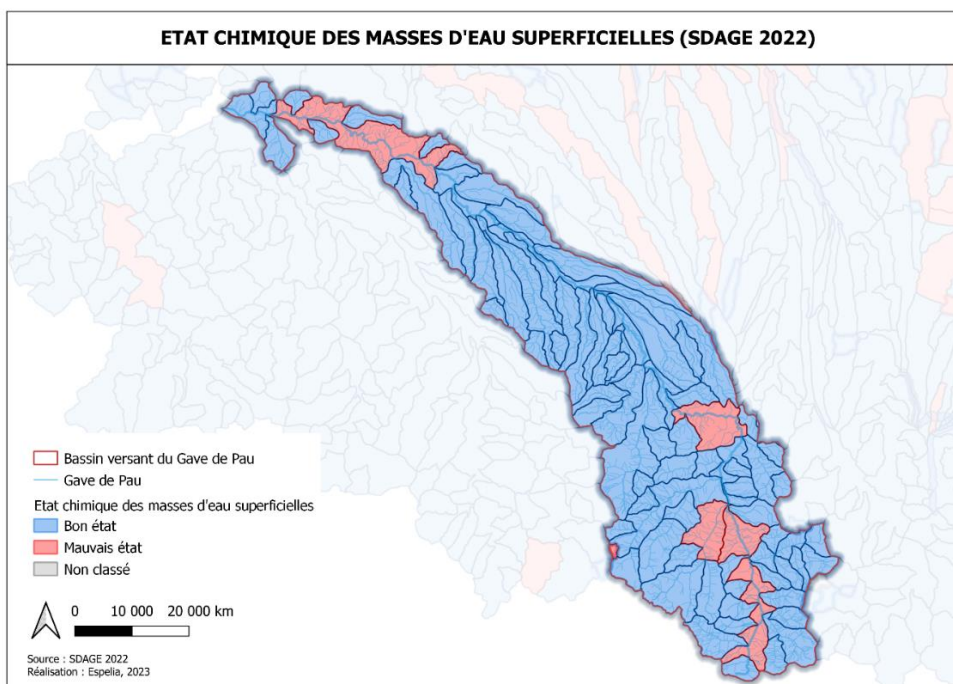 ETAT CHIMIQUE DES MASSES D'EAU SUPERFICIELLES (SDAGE 2022)
Bassin versant du Gave de Pau
Gave de Pau
Etat chimique des masses d'eau superficielles
Bon état
Mauvais état
Non classé
0 10 000 20 000 km
Source : SDAGE 2022
Réalisation : Espelia, 2023